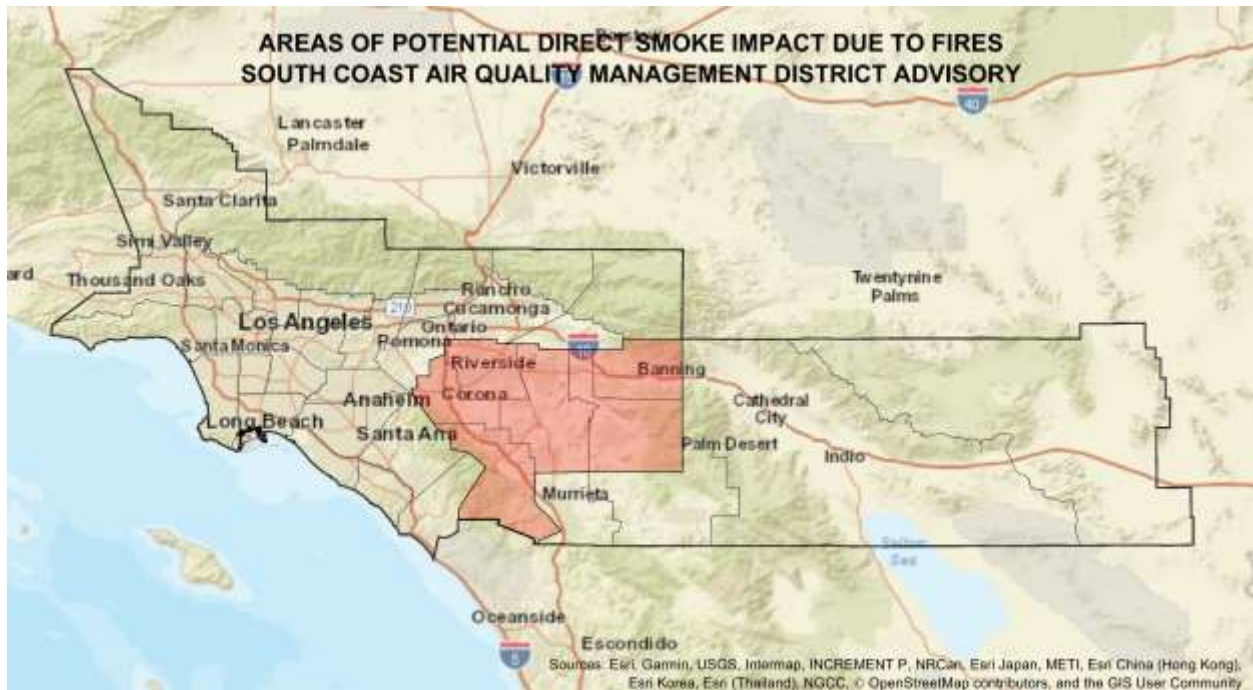 AREAS OF POTENTIAL DIRECT SMOKE IMPACT DUE TO FIRES
SOUTH COAST AIR QUALITY MANAGEMENT DISTRICT ADVISORY
40
Lancaster
Palmdale
Victorville
Santa Clarita
Simi Valley
Thousand Oaks
ard
Twentynine
Palms
Rancho
Cucamonga
210
Los Angeles
Ontario
Pomona
Santa Monica
10
Riverside
Banning
Corona
Anaheim
Cathedral
City
Long Beach
Santa Ana
Palm Desert
Indio
Murrieta
Salton
Sea
Oceanside
Escondido
5
Sources: Esri, Garmin, USGS, Intermap, INCREMENT P, NRCan, Esri Japan, METI, Esri China (Hong Kong),
Esri Korea, Esri (Thailand), NGCC, © OpenStreetMap contributors, and the GIS User Community